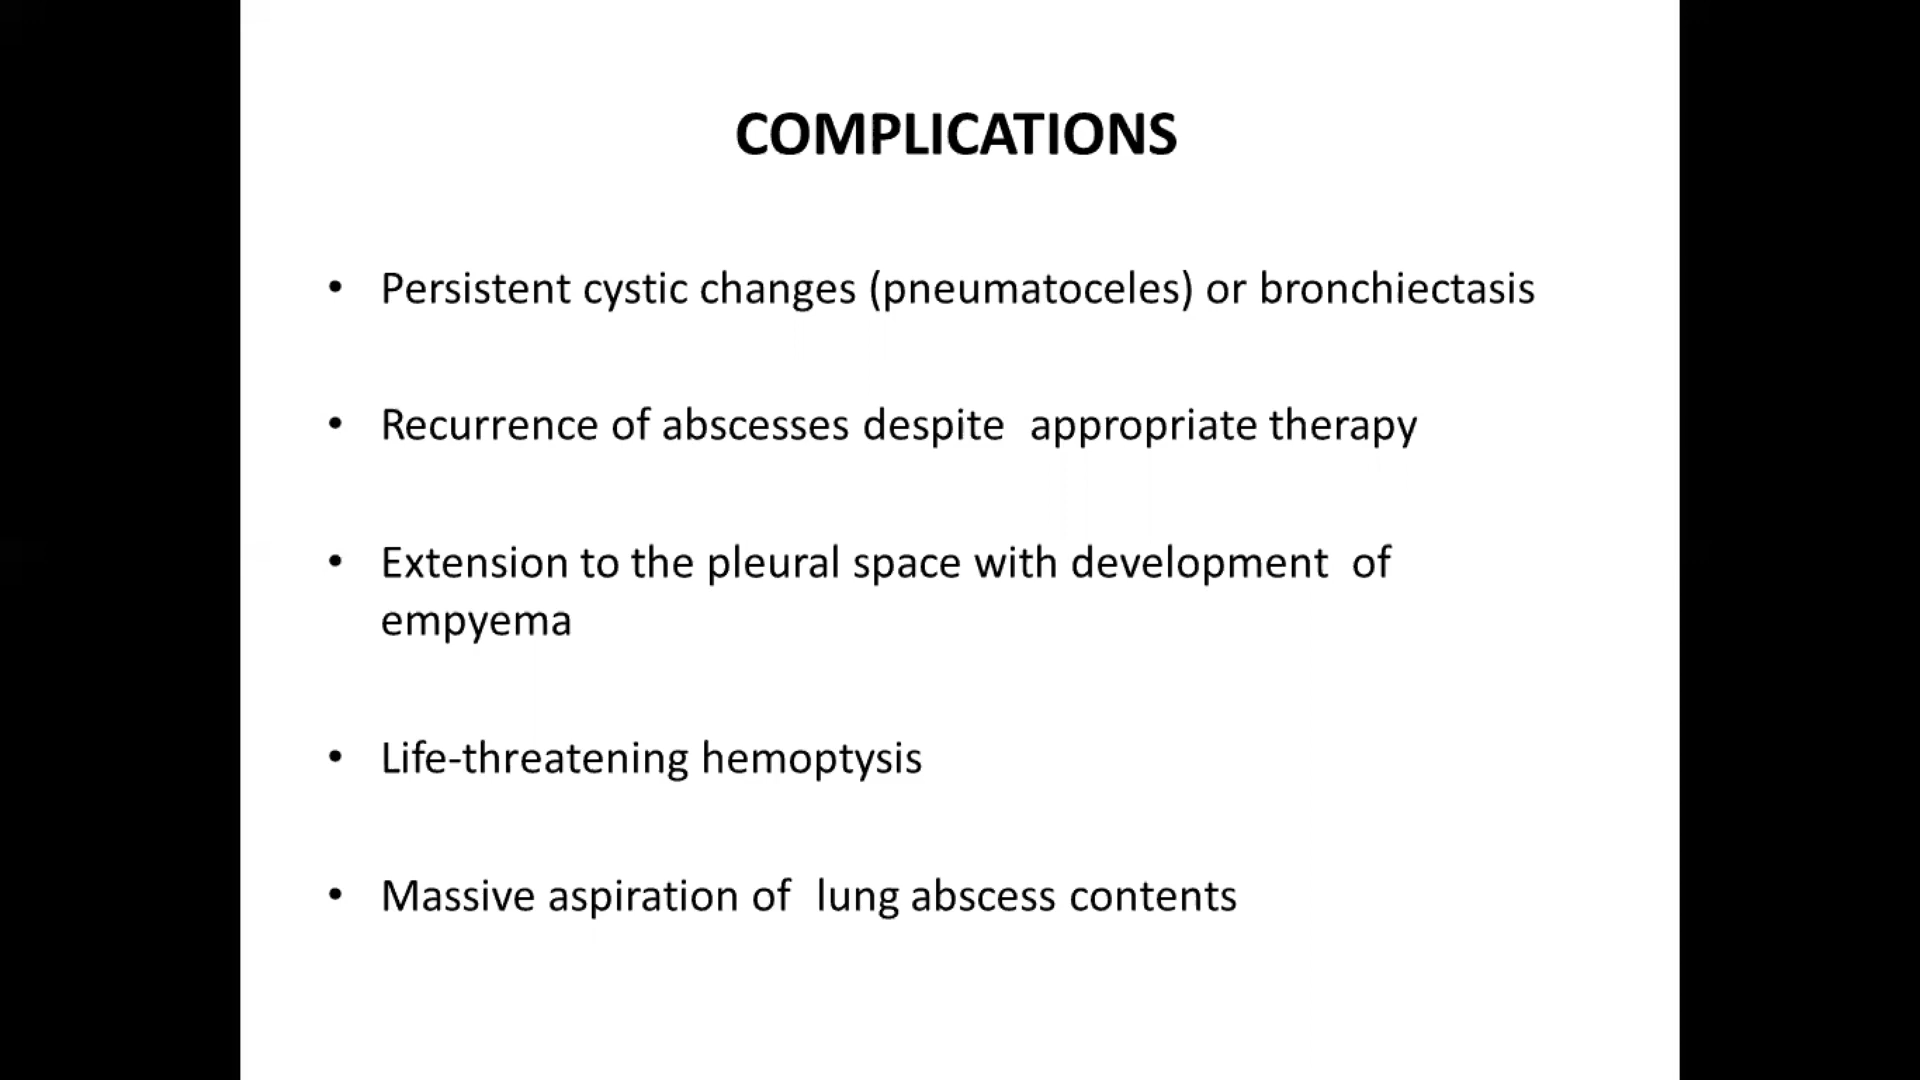 COMPLICATIONS
• Persistent cystic changes (pneumatoceles) or bronchiectasis
• Recurrence of abscesses despite  appropriate therapy
• Extension to the pleural space with development  of
empyema
• Life-threatening hemoptysis
• Massive aspiration of  lung abscess contents